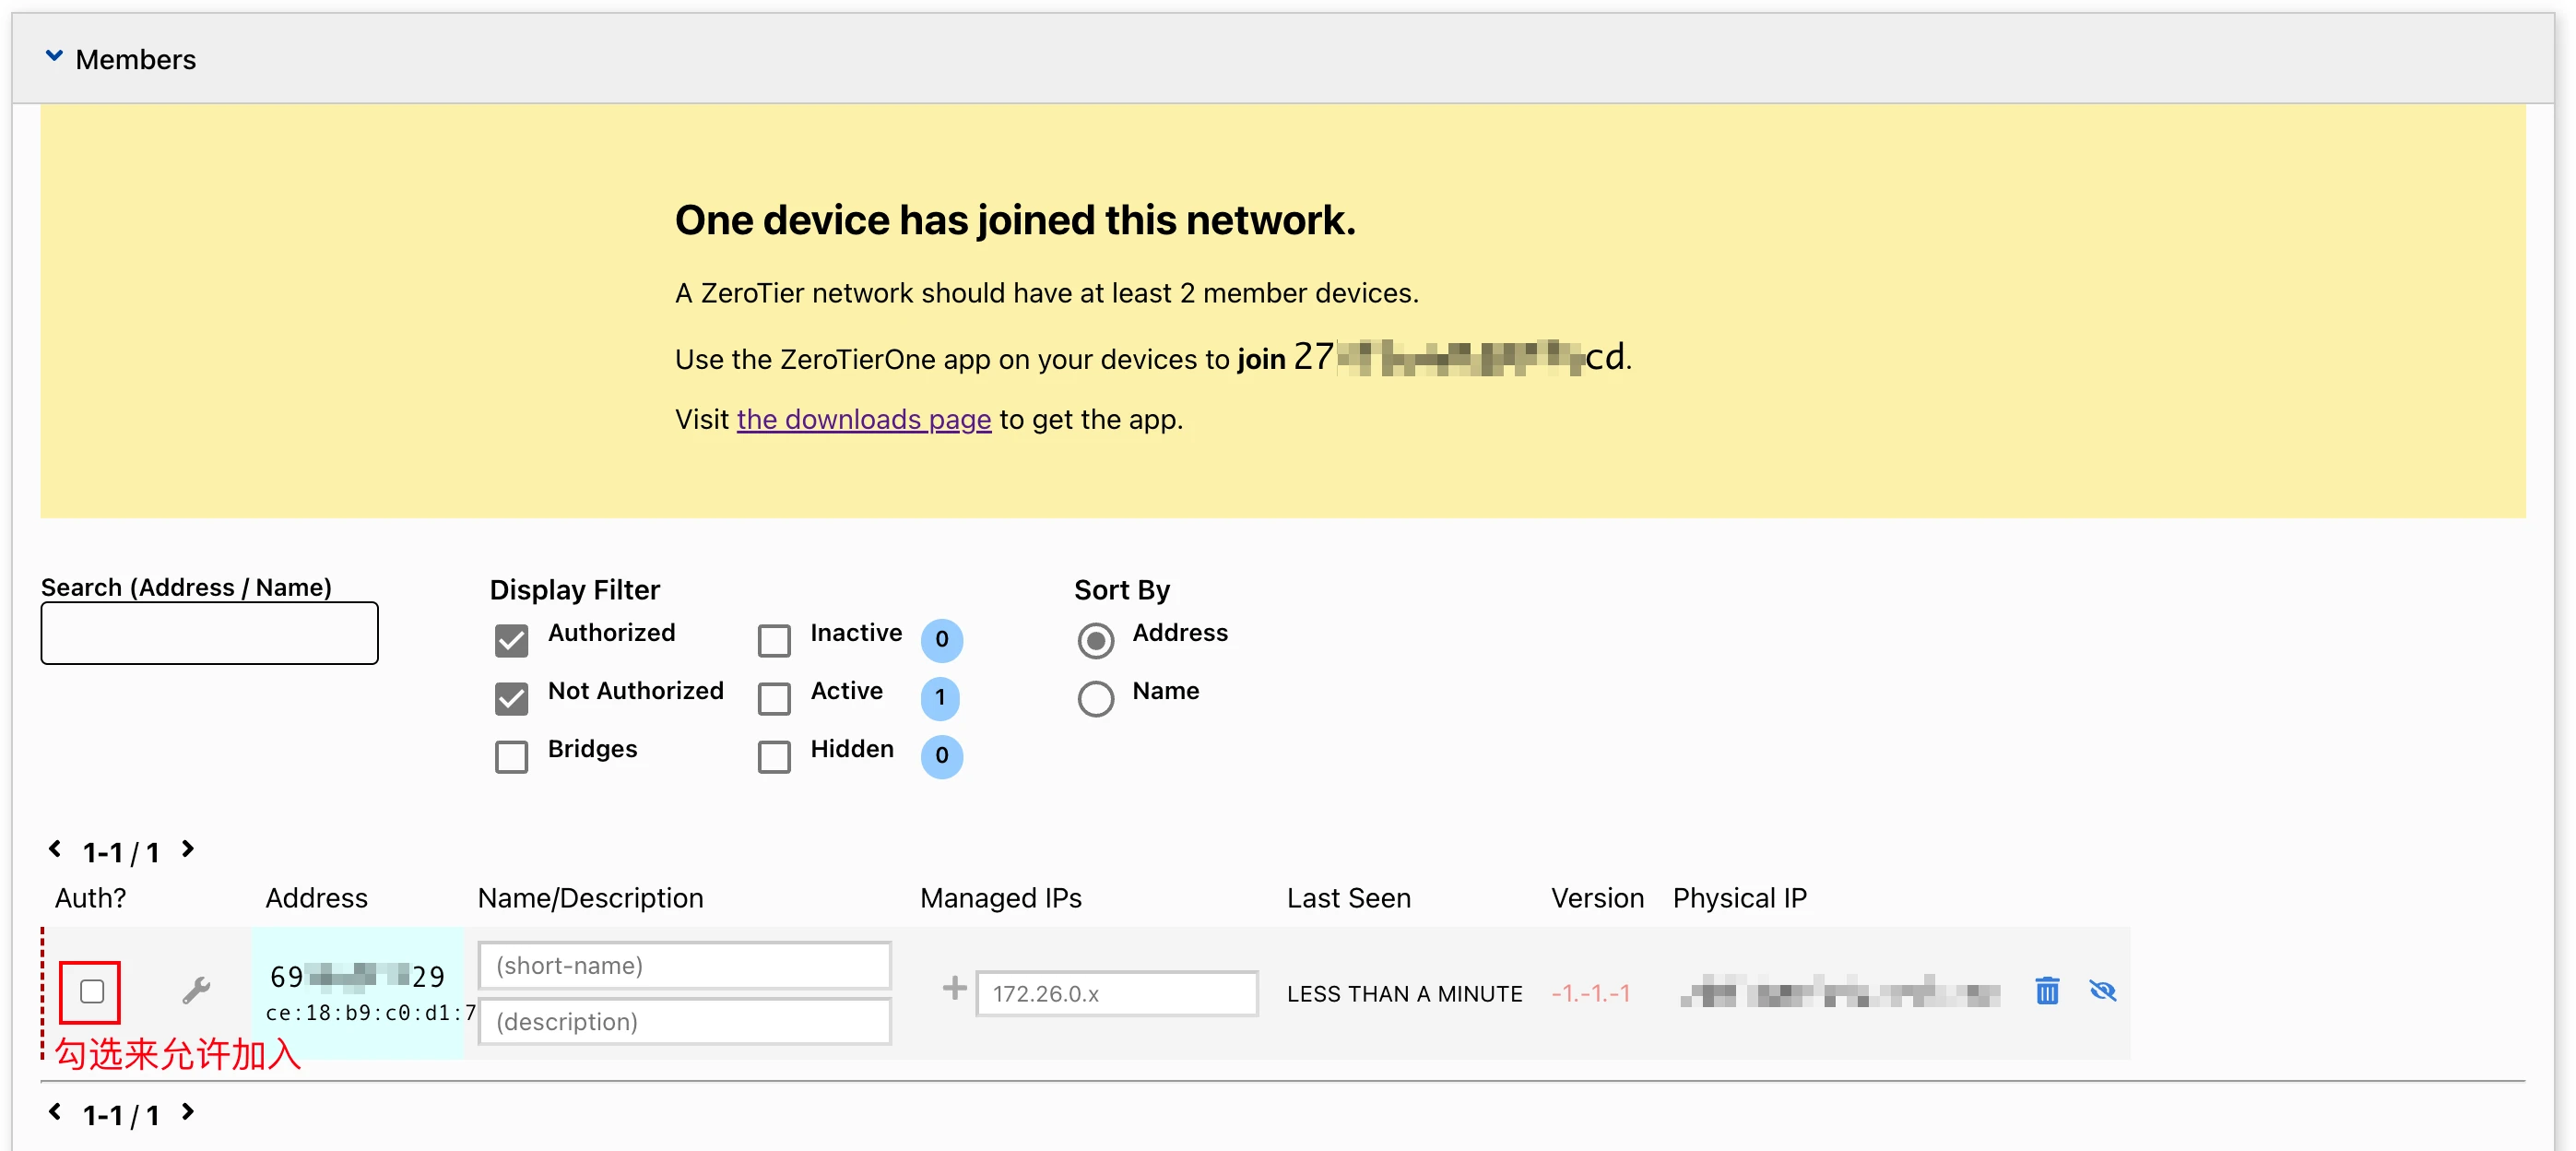 Members
One device has joined this network.
A ZeroTier network should have at least 2 member devices.
Use the ZeroTierOne app on your devices to join 27 cd.
Visit the downloads page to get the app.
Search (Address / Name)
Display Filter
Sort By
Authorized
Inactive 0
Address
Not Authorized
Active 1
Name
Bridges
Hidden 0
1-1 / 1
Auth? Address Name/Description Managed IPs Last Seen Version Physical IP
69 29
ce:18:b9:c0:d1:7
(short-name)
(description)
172.26.0.x
LESS THAN A MINUTE
-1.-1.-1
勾选来允许加入
1-1 / 1